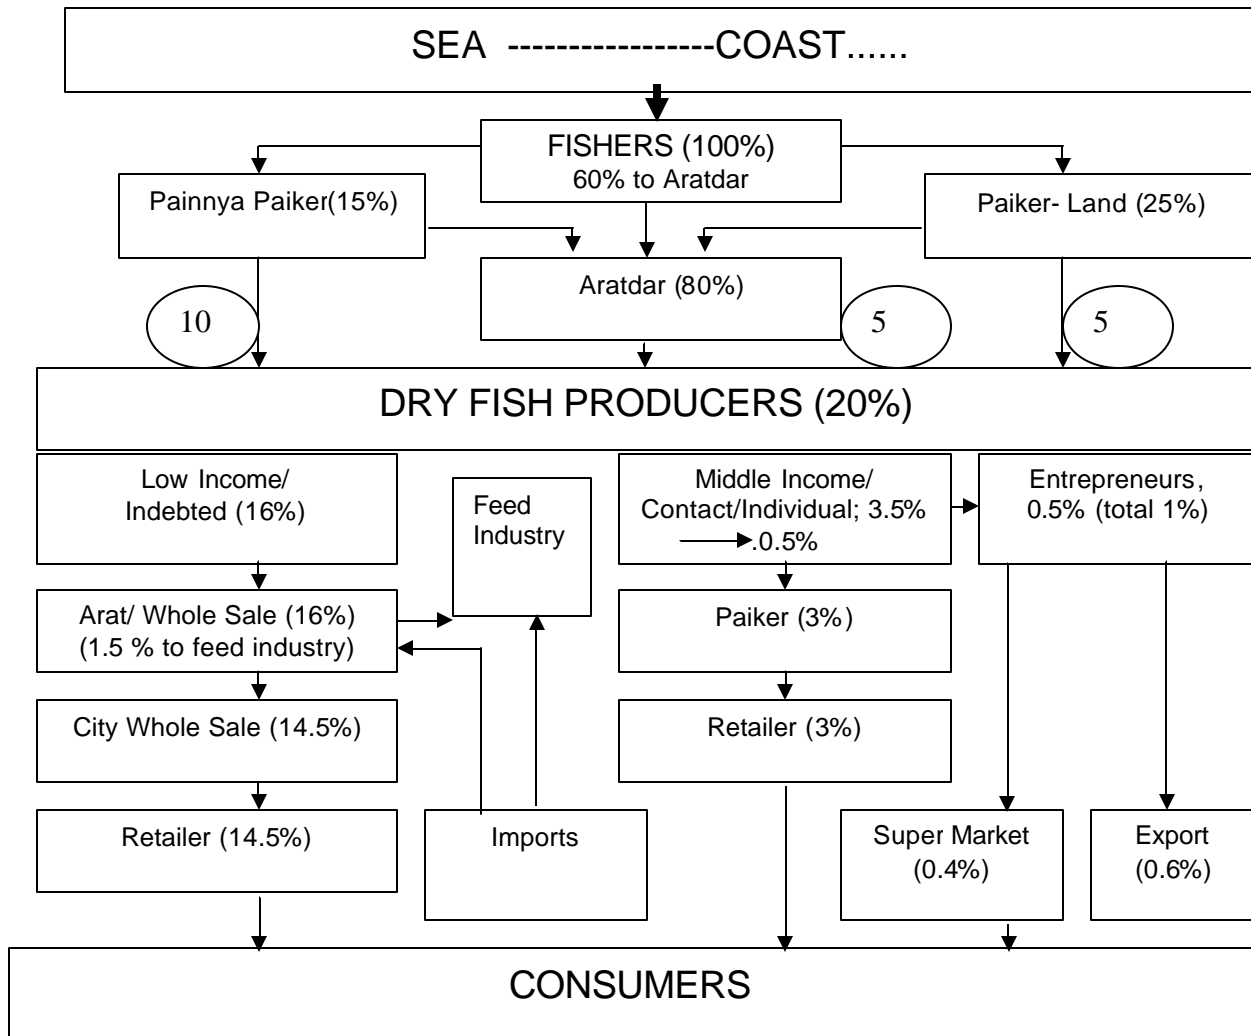 SEA -----------------COAST......
FISHERS (100%)
60% to Aratdar
Painnya Paiker(15%)
Paiker- Land (25%)
Aratdar (80%)
10
5
5
DRY FISH PRODUCERS (20%)
Low Income/
Indebted (16%)
Feed
Industry
Middle Income/
Contact/Individual; 3.5%
.0.5%
Entrepreneurs,
0.5% (total 1%)
Arat/ Whole Sale (16%)
(1.5 % to feed industry)
Paiker (3%)
City Whole Sale (14.5%)
Retailer (3%)
Retailer (14.5%)
Imports
Super Market
(0.4%)
Export
(0.6%)
CONSUMERS